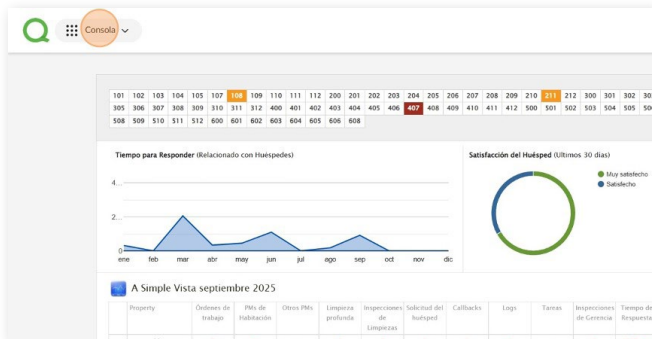 Consola
101 102 103 104 105 107 108 109 110 111 112 200 201 202 203 204 205 206 207 208 209 210 211 212 300 301 302
305 306 307 308 309 310 311 312 400 401 402 403 404 405 406 407 408 409 410 411 412 500 501 502 503 504 505
508 509 510 511 512 600 601 602 603 604 605 606 608
Tiempo para Responder (Relacionado con Huéspedes)
Satisfacción del Huésped (Ultimos 30 dias)
Muy satisfecho
Satisfecho
4...
2...
0
ene feb mar abr may jun jul ago sep oct nov dic
A Simple Vista septiembre 2025
Property Órdenes de PMs de Otros PMs Limpieza Inspecciones Solicitud del Callbacks Logs Tareas Inspecciones Tiempo de
trabajo Habitación profunda de huésped de Gerencia Respuesta
Limpiezas